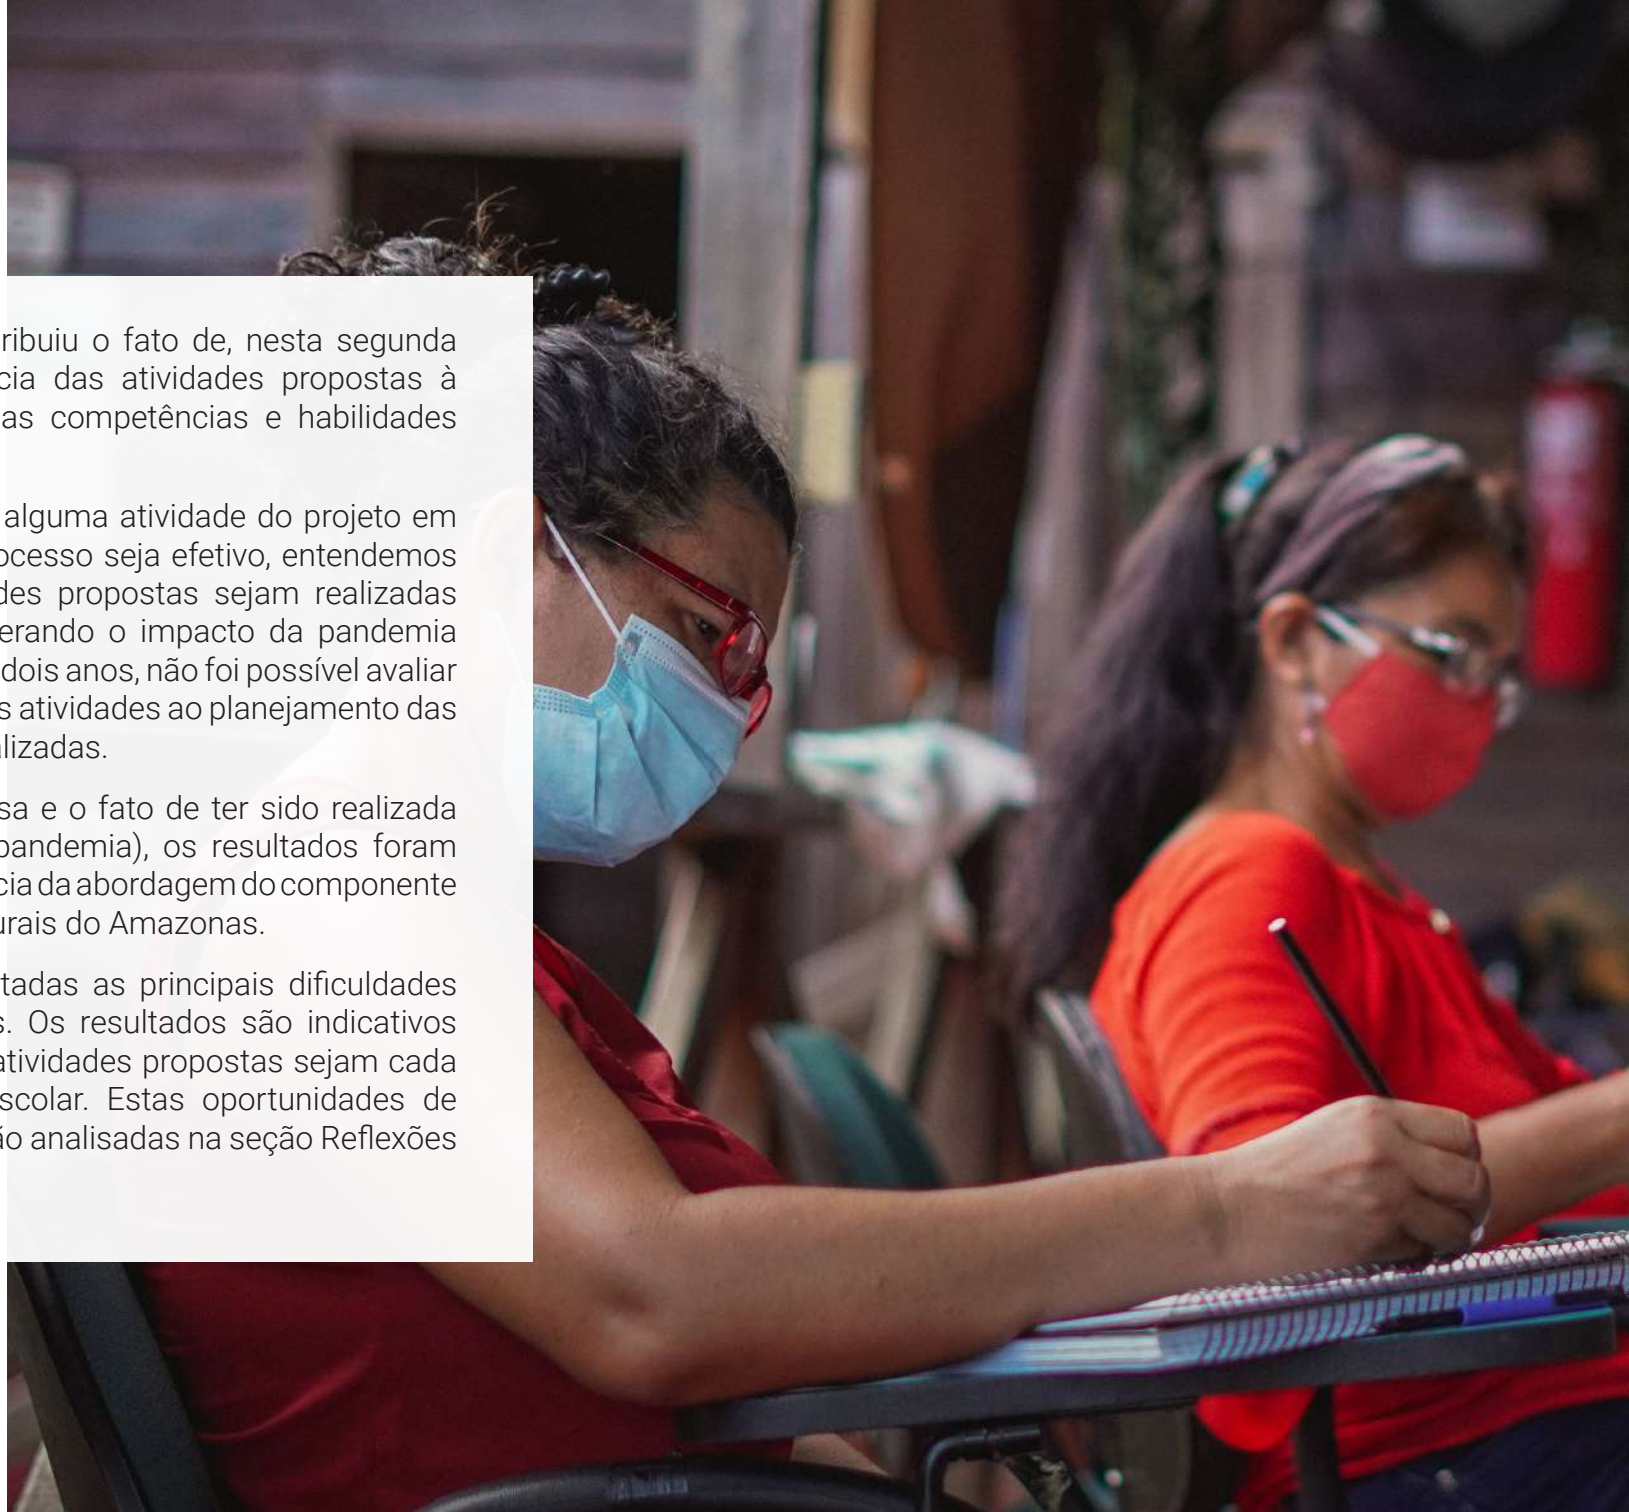 ribuiu o fato de, nesta segunda
cia das atividades propostas à
as competências e habilidades
alguma atividade do projeto em
ocesso seja efetivo, entendemos
des propostas sejam realizadas
erando o impacto da pandemia
dois anos, não foi possível avaliar
s atividades ao planejamento das
alizadas.
sa e o fato de ter sido realizada
pandemia), os resultados foram
cia da abordagem do componente
urais do Amazonas.
tadas as principais dificuldades
s. Os resultados são indicativos
atividades propostas sejam cada
scolar. Estas oportunidades de
ão analisadas na seção Reflexões